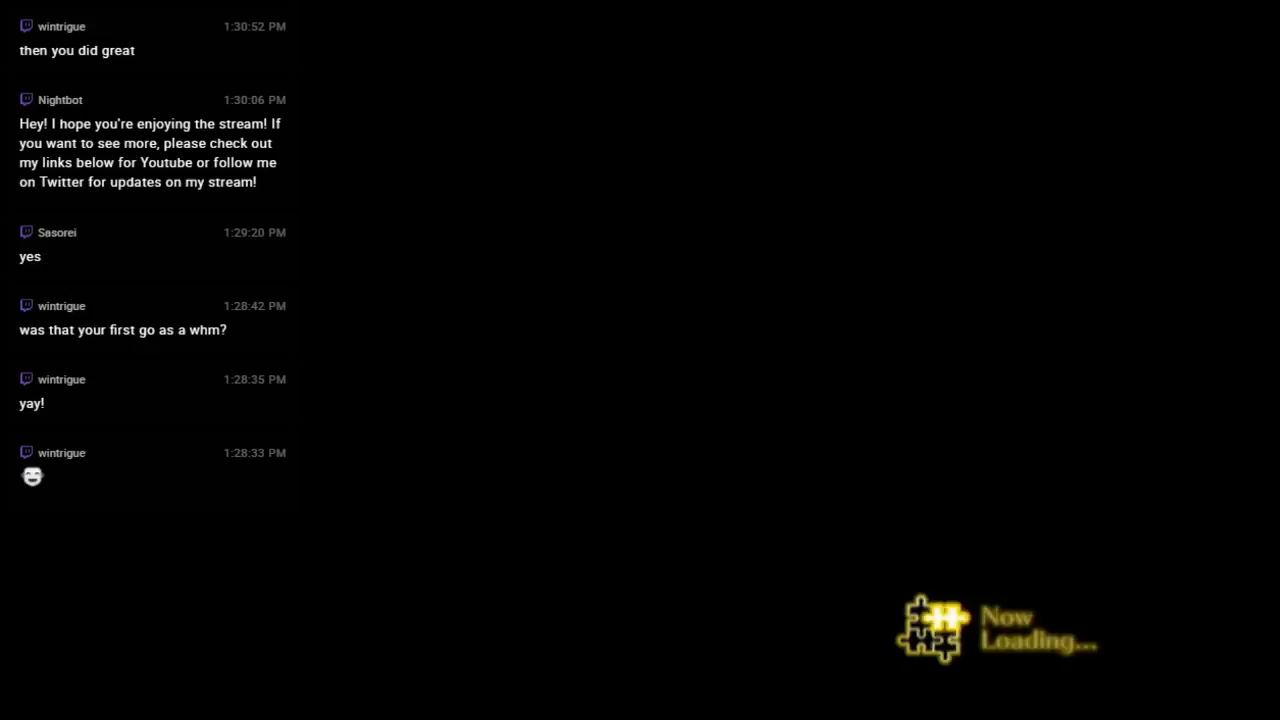 wintrigue 1:30:52 PM
then you did great
Nightbot 1:30:06 PM
Hey! I hope you're enjoying the stream! If
you want to see more, please check out
my links below for Youtube or follow me
on Twitter for updates on my stream!
Sasorei 1:29:20 PM
yes
wintrigue 1:28:42 PM
was that your first go as a whm?
wintrigue 1:28:35 PM
yay!
wintrigue 1:28:33 PM
Now
Loading...